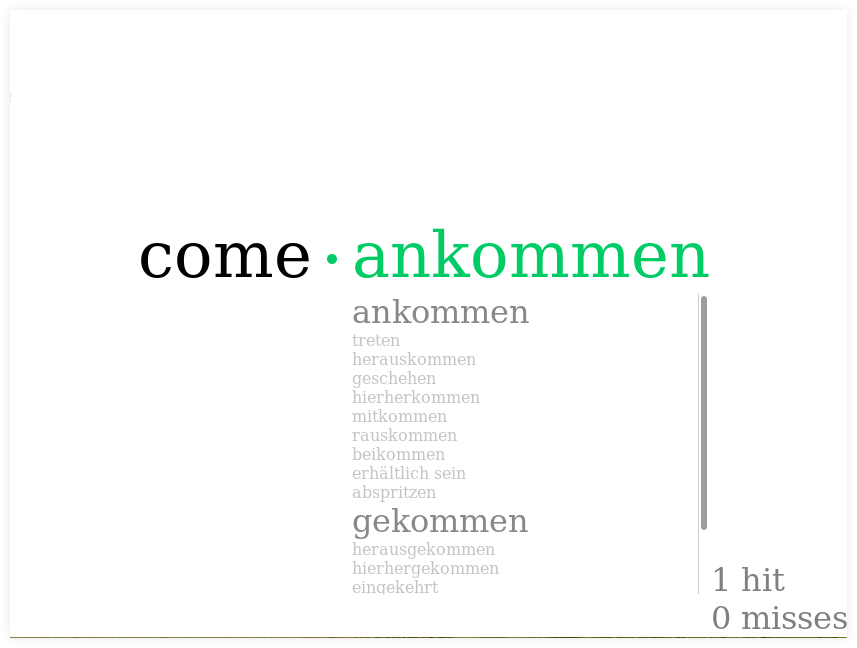 come · ankommen
ankommen
treten
herauskommen
geschehen
hierherkommen
mitkommen
rauskommen
beikommen
erhältlich sein
abspritzen
gekommen
herausgekommen
hierhergekommen
eingekehrt
1 hit
0 misses